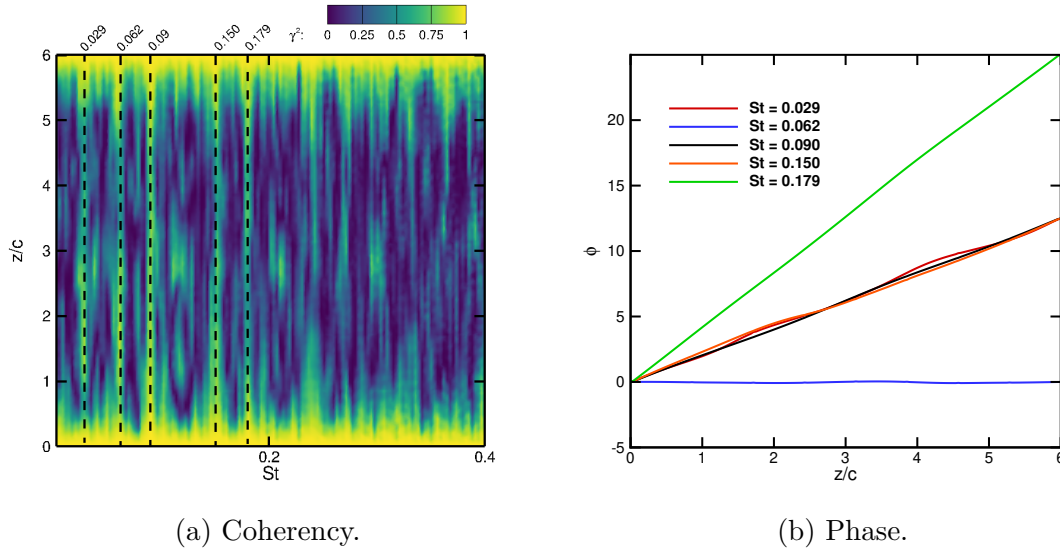 γ²: 0 0.25 0.5 0.75 1
0.029 0.062 0.09 0.150 0.179
z/c
6
5
4
3
2
1
0
0.2 0.4
St
ϕ
20
15
10
5
0
-5
St = 0.029
St = 0.062
St = 0.090
St = 0.150
St = 0.179
0 1 2 3 4 5 6
z/c
(a) Coherency.
(b) Phase.